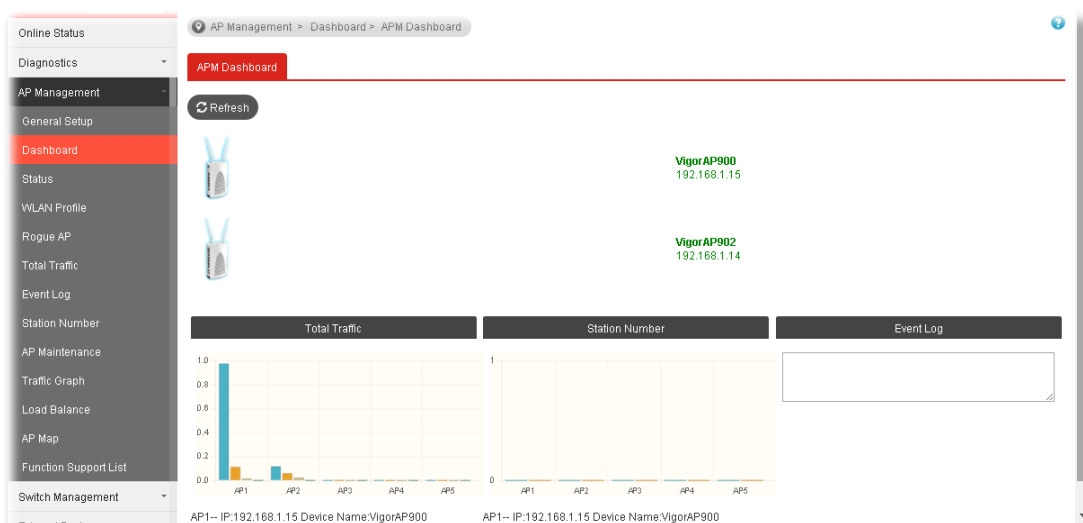 Online Status
Diagnostics
AP Management
General Setup
Dashboard
Status
WLAN Profile
Rogue AP
Total Traffic
Event Log
Station Number
AP Maintenance
Traffic Graph
Load Balance
AP Map
Function Support List
Switch Management
AP Management > Dashboard > APM Dashboard
?
APM Dashboard
Refresh
VigorAP900
192.168.1.15
VigorAP902
192.168.1.14
Total Traffic
1.0
0.8
0.6
0.4
0.2
0.0
AP1 AP2 AP3 AP4 AP5
AP1-- IP:192.168.1.15 Device Name:VigorAP900
Station Number
1
0
AP1 AP2 AP3 AP4 AP5
AP1-- IP:192.168.1.15 Device Name:VigorAP900
Event Log